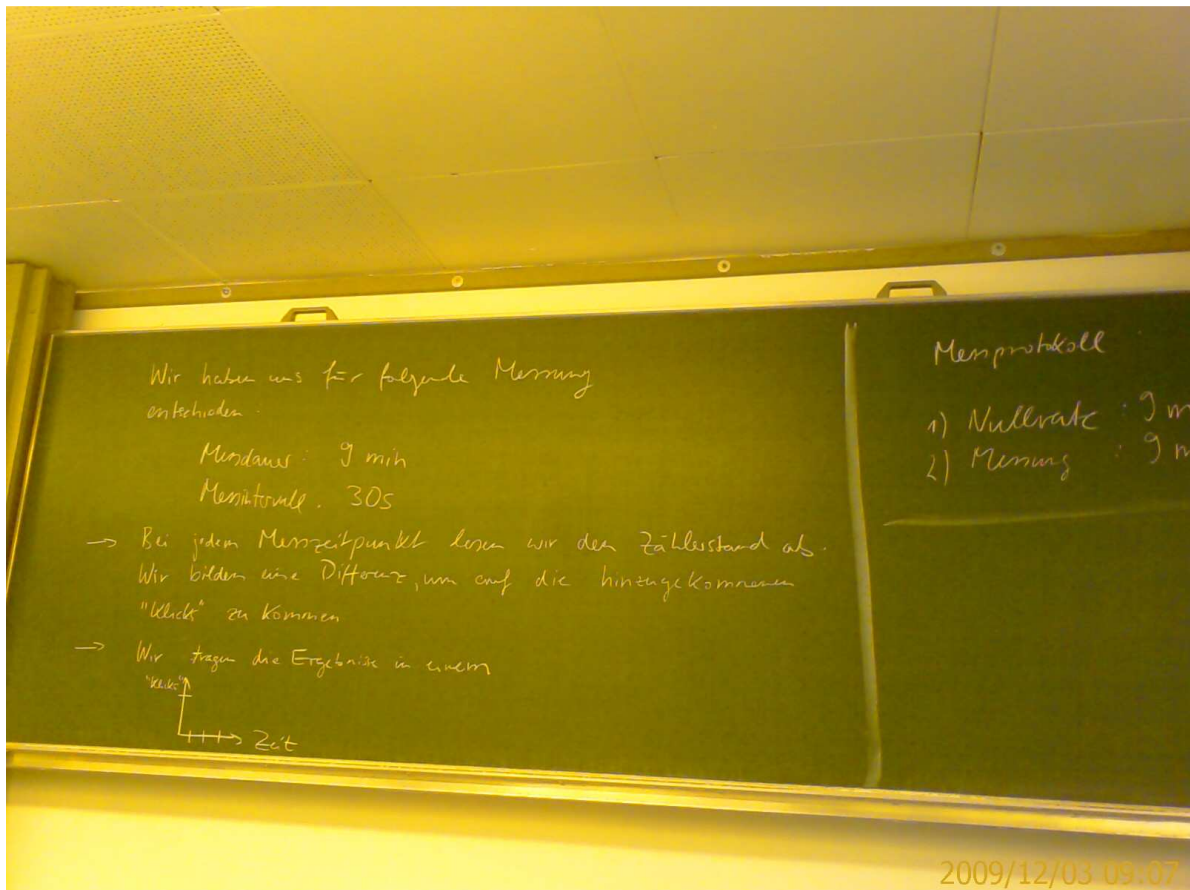 Wir haben uns für folgende Messung
entschieden:
Messdauer: 9 min
Messintervall: 30s
→ Bei jedem Messzeitpunkt lesen wir den Zählerstand ab.
Wir bilden eine Differenz, um auf die hinzugekommenen
"Klicks" zu kommen
→ Wir tragen die Ergebnisse in einem
"Klicks"
Zeit
Messprotokoll
1) Nullrate : 9 m
2) Messung : 9 m
2009/12/03 09:07